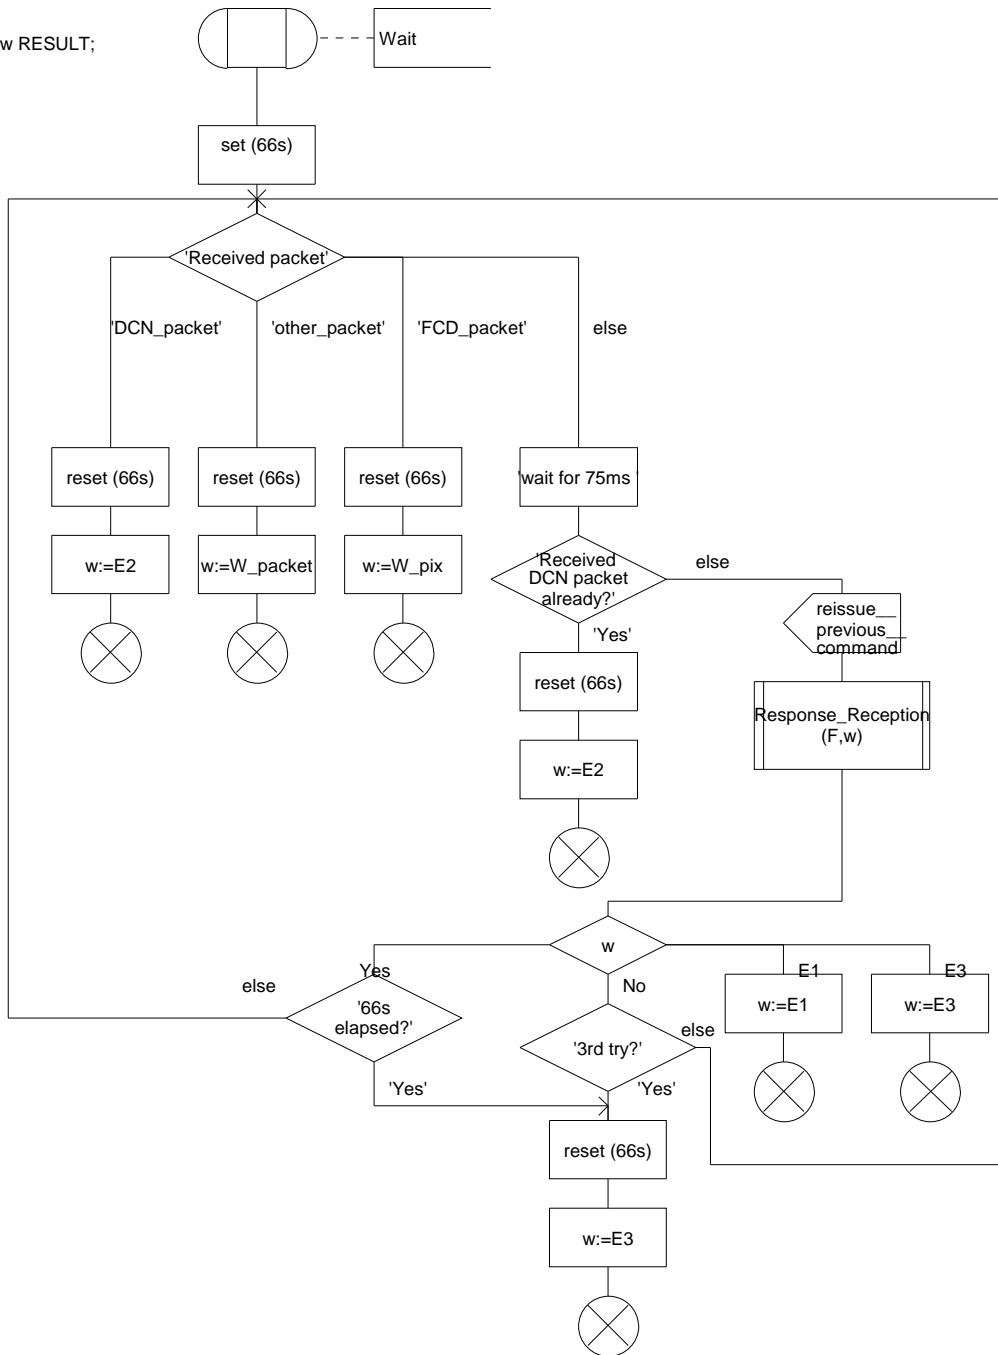 w RESULT;
Wait
set (66s)
'Received packet'
'DCN_packet'
'other_packet'
'FCD_packet'
else
reset (66s)
reset (66s)
reset (66s)
'wait for 75ms '
w:=E2
w:=W_packet
w:=W_pix
'Received
DCN packet
already?'
else
reissue__
previous__
command
'Yes'
reset (66s)
Response_Reception
(F,w)
w:=E2
w
Yes
No
E1
E3
else
'66s
elapsed?'
'3rd try?'
else
w:=E1
w:=E3
'Yes'
'Yes'
reset (66s)
w:=E3